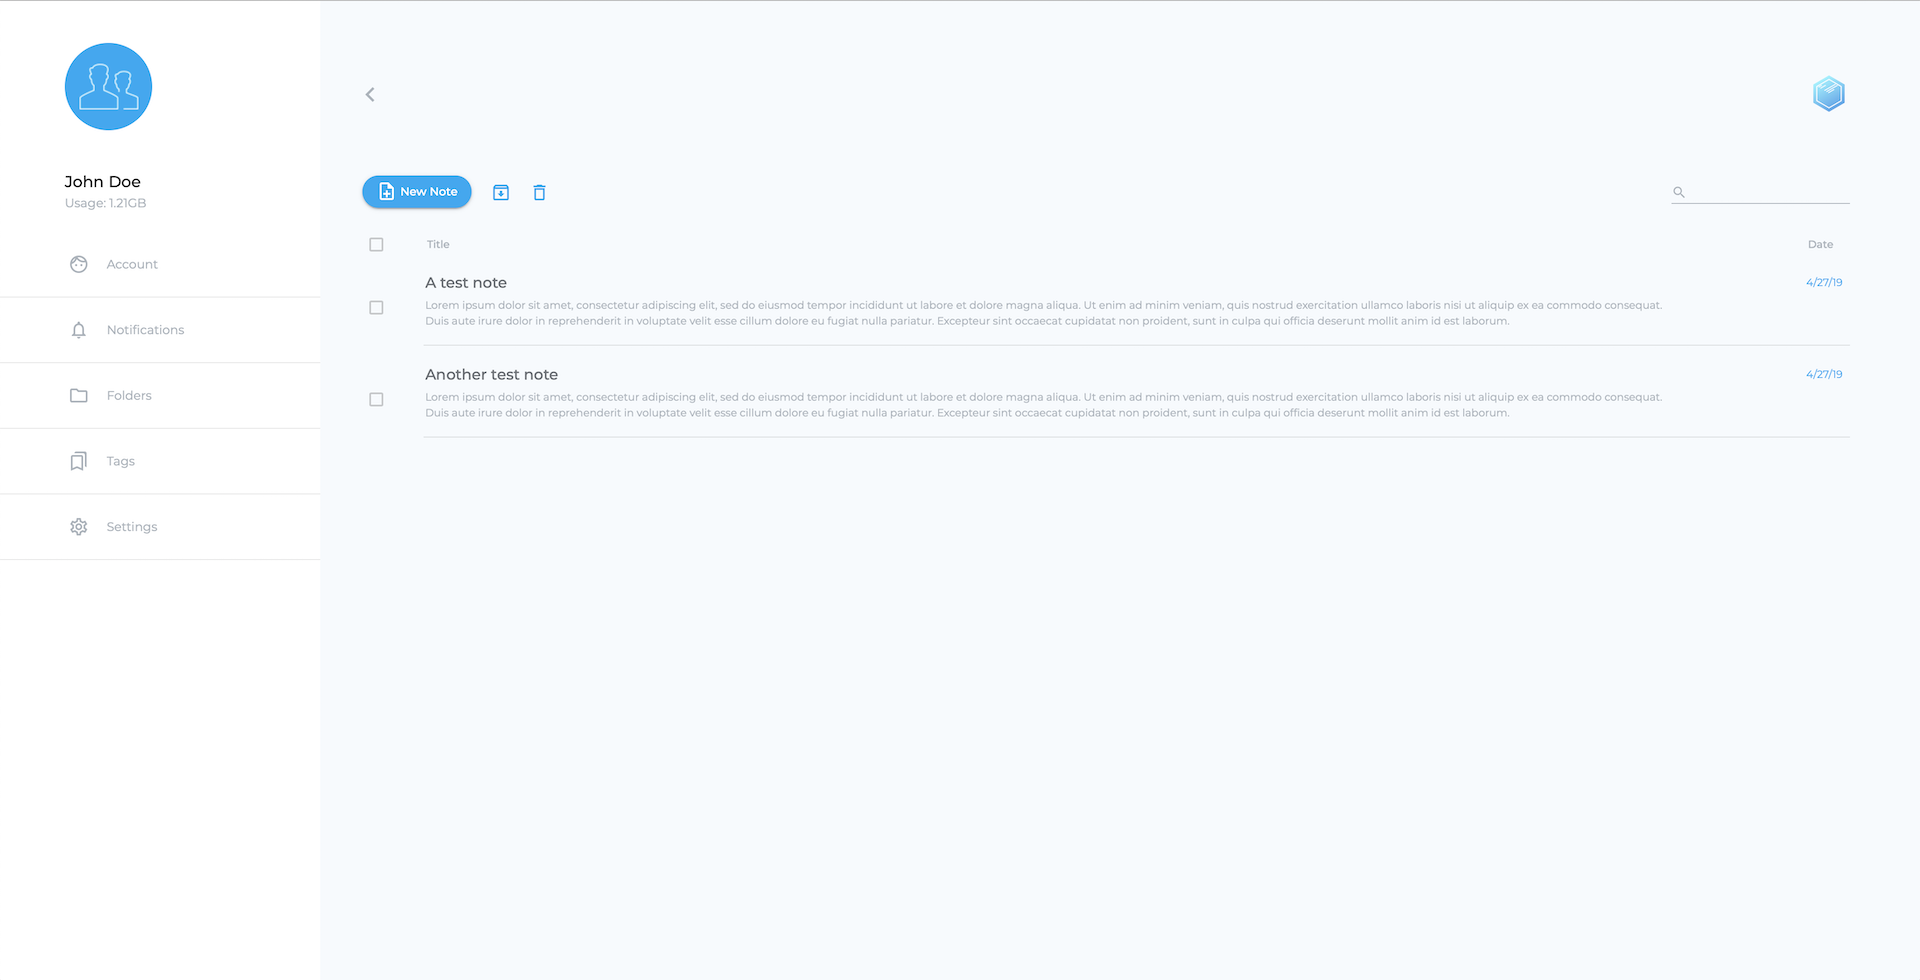 John Doe
Usage: 1.21GB
Account
Notifications
Folders
Tags
Settings
New Note
Title
Date
A test note
4/27/19
Lorem ipsum dolor sit amet, consectetur adipiscing elit, sed do eiusmod tempor incididunt ut labore et dolore magna aliqua. Ut enim ad minim veniam, quis nostrud exercitation ullamco laboris nisi ut aliquip ex ea commodo consequat.
Duis aute irure dolor in reprehenderit in voluptate velit esse cillum dolore eu fugiat nulla pariatur. Excepteur sint occaecat cupidatat non proident, sunt in culpa qui officia deserunt mollit anim id est laborum.
Another test note
4/27/19
Lorem ipsum dolor sit amet, consectetur adipiscing elit, sed do eiusmod tempor incididunt ut labore et dolore magna aliqua. Ut enim ad minim veniam, quis nostrud exercitation ullamco laboris nisi ut aliquip ex ea commodo consequat.
Duis aute irure dolor in reprehenderit in voluptate velit esse cillum dolore eu fugiat nulla pariatur. Excepteur sint occaecat cupidatat non proident, sunt in culpa qui officia deserunt mollit anim id est laborum.